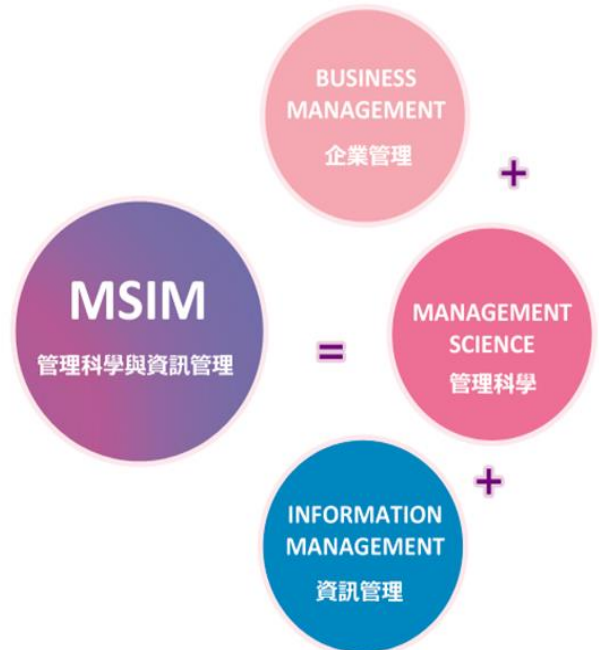 BUSINESS
MANAGEMENT
企業管理
+
MSIM
管理科學與資訊管理
=
MANAGEMENT
SCIENCE
管理科學
+
INFORMATION
MANAGEMENT
資訊管理